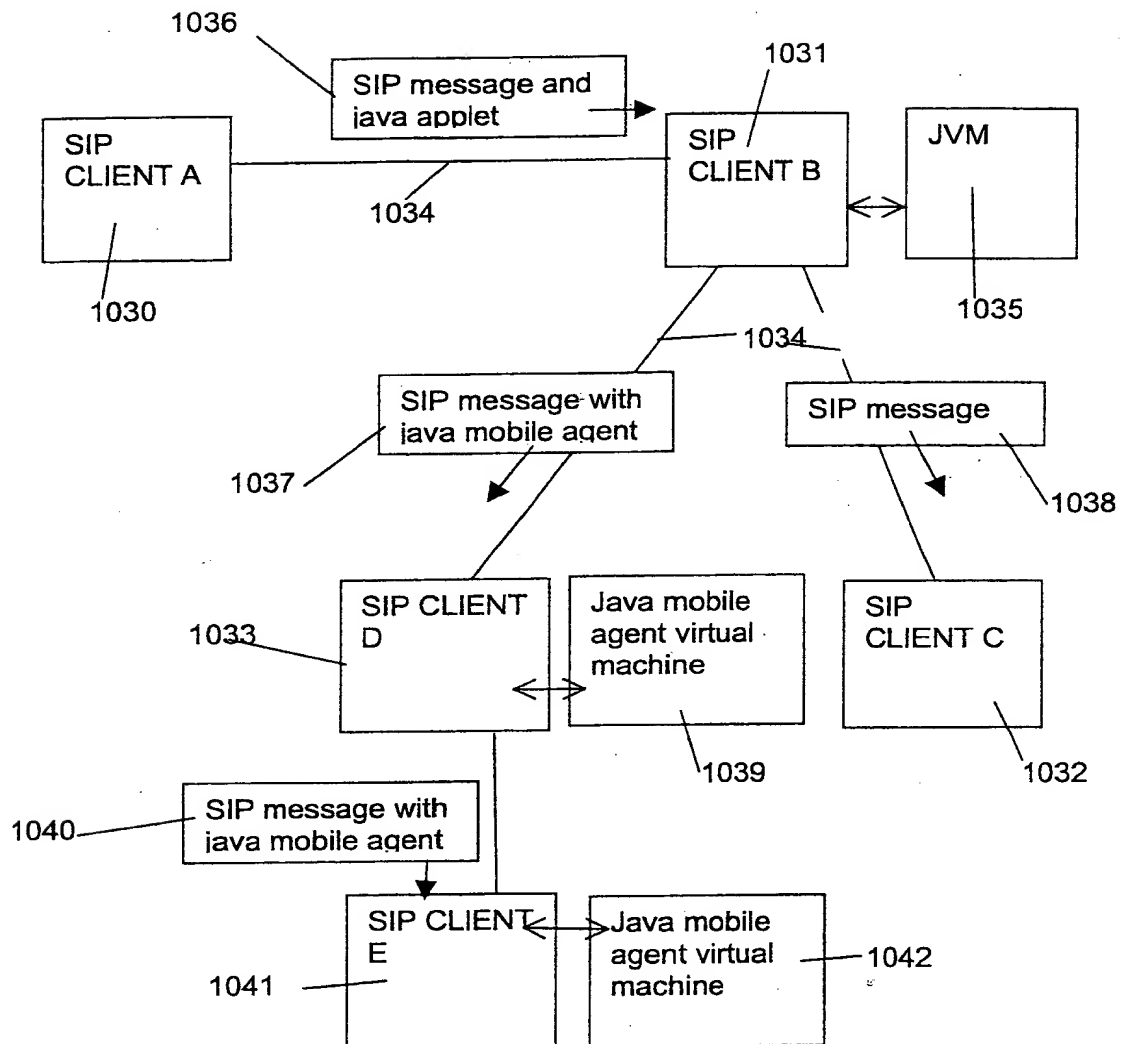 1036
1031
SIP message and
java applet
SIP
CLIENT A
SIP
CLIENT B
JVM
1034
1030
1035
1034
SIP message with
java mobile agent
SIP message
1037
1038
SIP CLIENT
D
Java mobile
agent virtual
machine
SIP
CLIENT C
1033
1039
1032
SIP message with
java mobile agent
1040
SIP CLIENT
E
Java mobile
agent virtual
machine
1041
1042